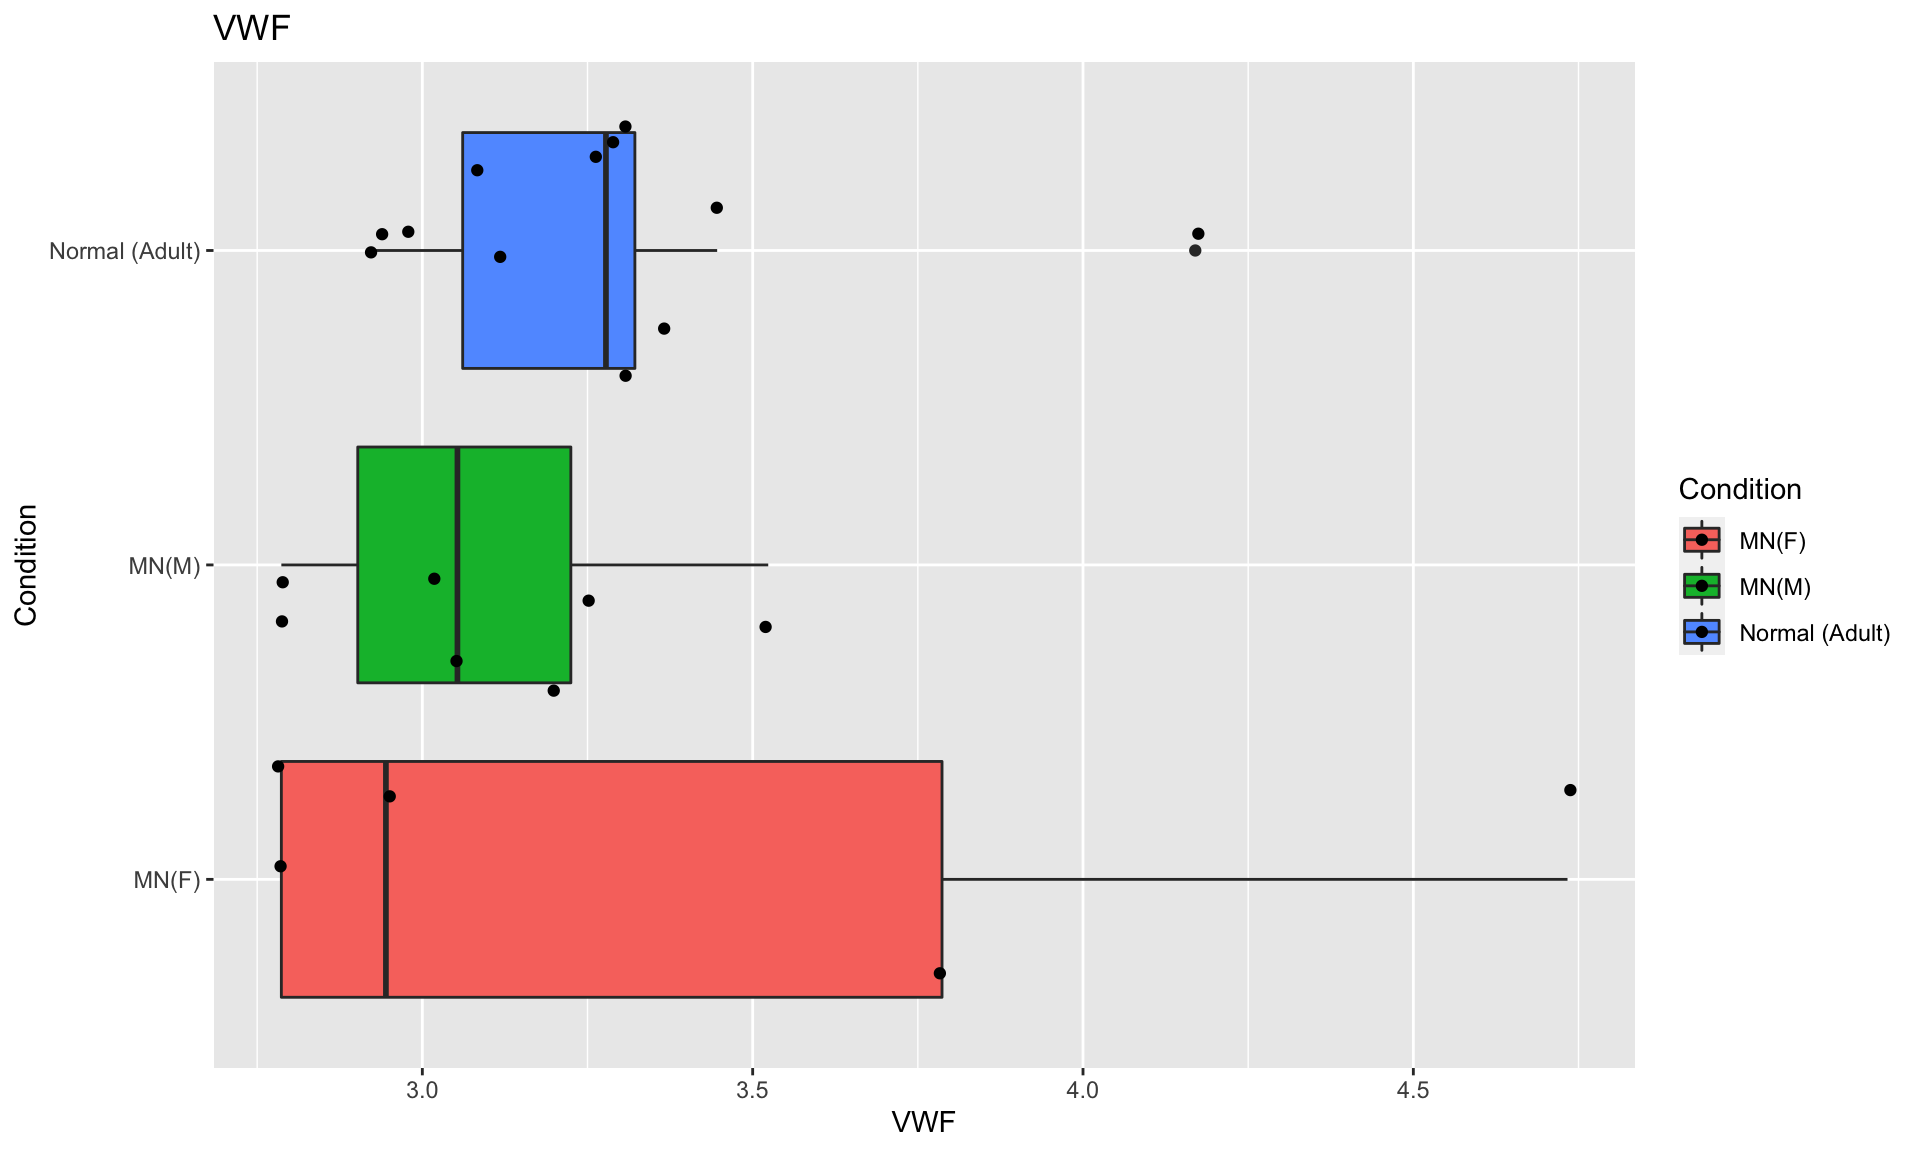 VWF
Normal (Adult)
MN(M)
MN(F)
Condition
3.0 3.5 4.0 4.5
VWF
Condition
MN(F)
MN(M)
Normal (Adult)